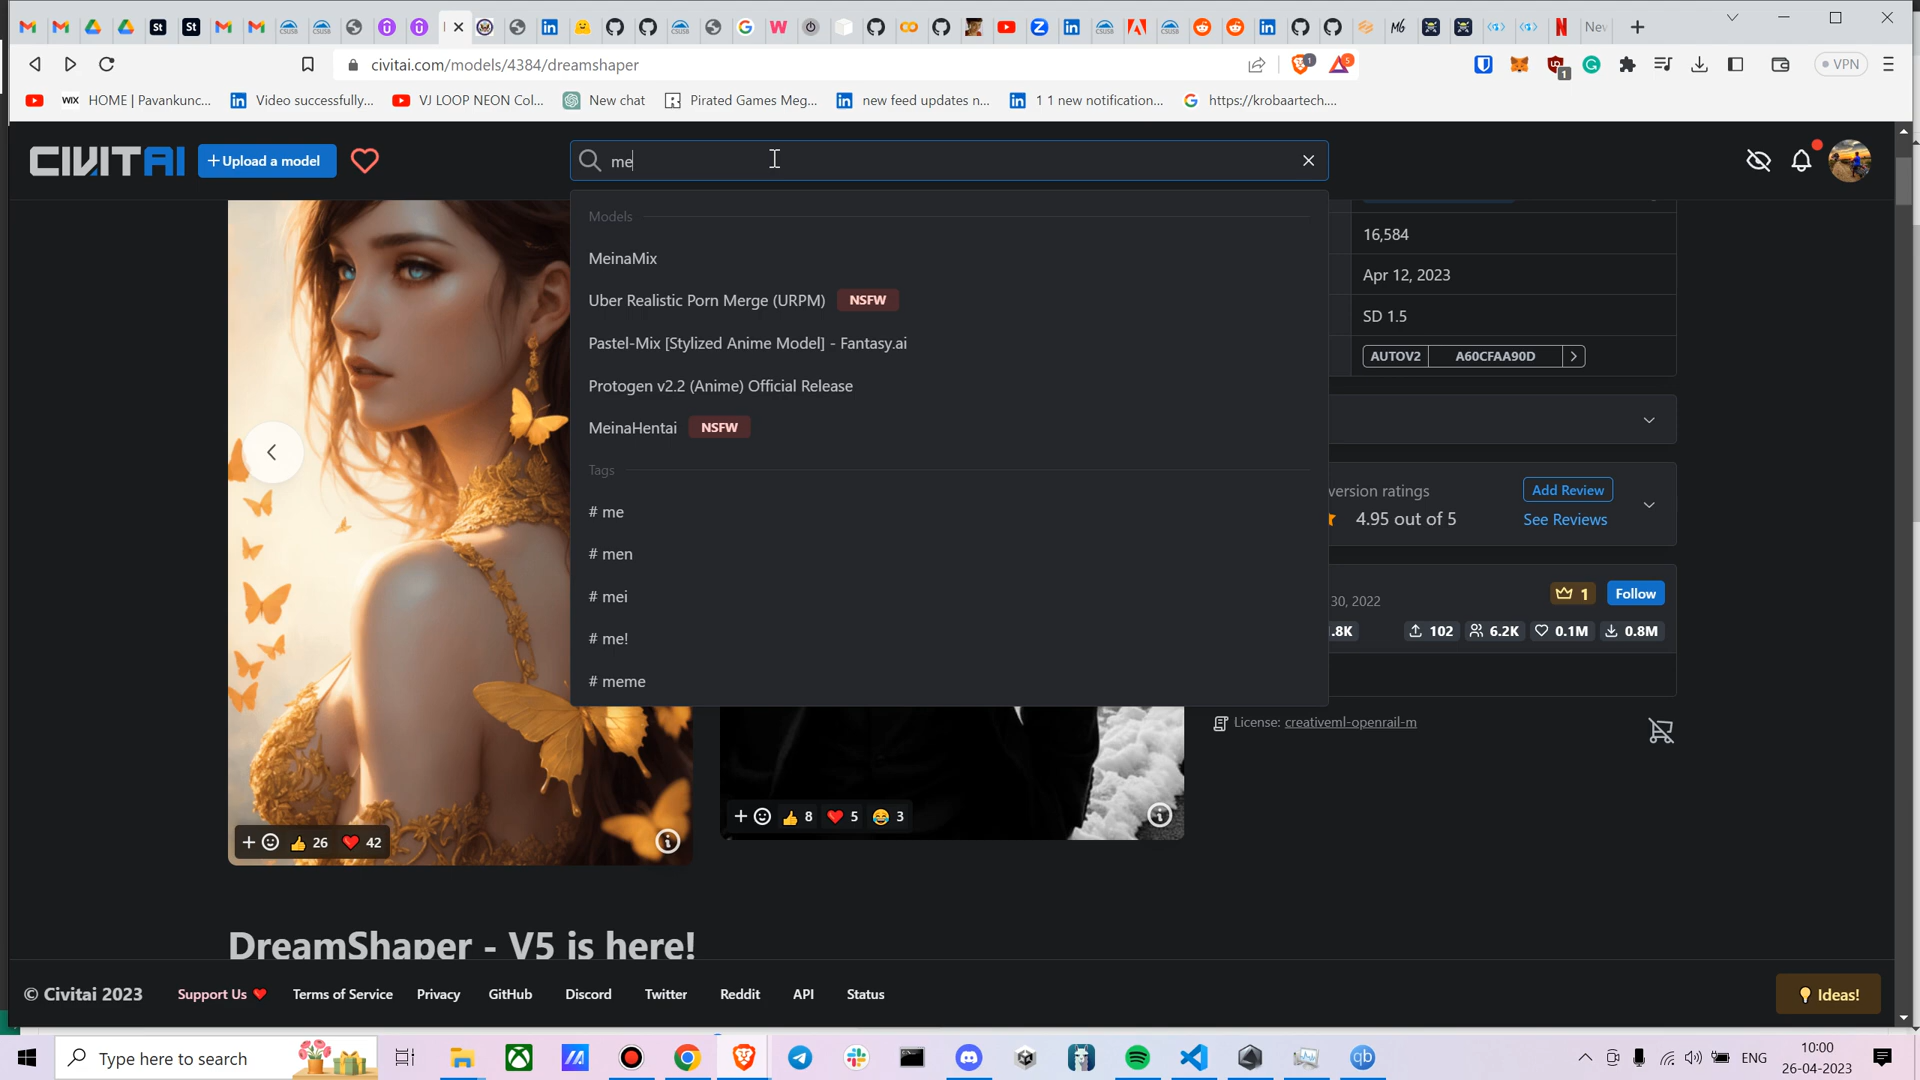 civitai.com/models/4384/dreamshaper
VPN
WIX HOME | Pavankunc...
Video successfully...
VJ LOOP NEON Col...
New chat
Pirated Games Meg...
new feed updates n...
1 1 new notification...
https://krobaartech....
CIVITAI
+ Upload a model
me
Models
MeinaMix
Uber Realistic Porn Merge (URPM) NSFW
Pastel-Mix [Stylized Anime Model] - Fantasy.ai
Protogen v2.2 (Anime) Official Release
MeinaHentai NSFW
Tags
# me
# men
# mei
# me!
# meme
16,584
Apr 12, 2023
SD 1.5
AUTOV2 A60CFAA90D
version ratings
4.95 out of 5
Add Review
See Reviews
30, 2022
1
Follow
.8K
102
6.2K
0.1M
0.8M
License: creativeml-openrail-m
+ 26 42
+ 8 5 3
DreamShaper - V5 is here!
© Civitai 2023
Support Us
Terms of Service
Privacy
GitHub
Discord
Twitter
Reddit
API
Status
Ideas!
Type here to search
ENG
10:00
26-04-2023